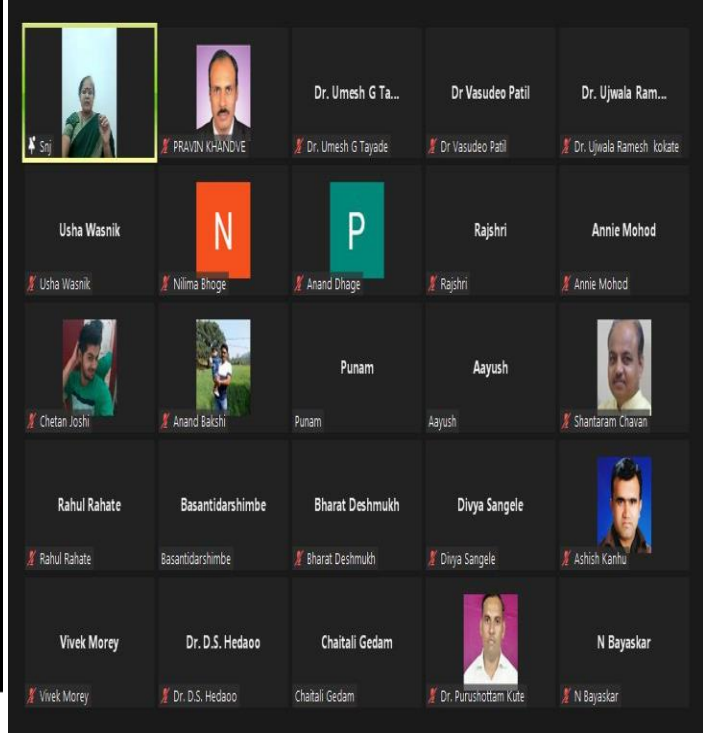 Snj
PRAVIN KHANDVE
Dr. Umesh G Ta...
Dr. Umesh G Tayade
Dr Vasudeo Patil
Dr Vasudeo Patil
Dr. Ujwala Ram...
Dr. Ujwala Ramesh kokate
Usha Wasnik
Usha Wasnik
N
Nilima Bhoge
P
Anand Dhage
Rajshri
Rajshri
Annie Mohod
Annie Mohod
Chetan Joshi
Anand Bakshi
Punam
Punam
Aayush
Aayush
Shantaram Chavan
Rahul Rahate
Rahul Rahate
Basantidarshimbe
Basantidarshimbe
Bharat Deshmukh
Bharat Deshmukh
Divya Sangele
Divya Sangele
Ashish Kanhu
Vivek Morey
Vivek Morey
Dr. D.S. Hedaoo
Dr. D.S. Hedaoo
Chaitali Gedam
Chaitali Gedam
Dr. Purushottam Kute
N Bayaskar
N Bayaskar